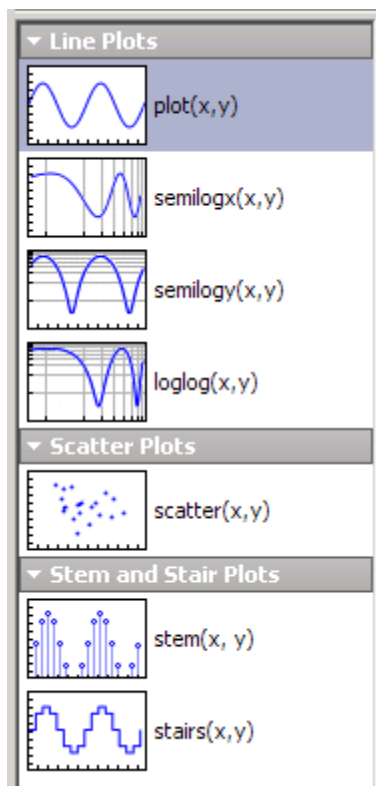 Line Plots
plot(x,y)
semilogx(x,y)
semilogy(x,y)
loglog(x,y)
Scatter Plots
scatter(x,y)
Stem and Stair Plots
stem(x, y)
stairs(x,y)